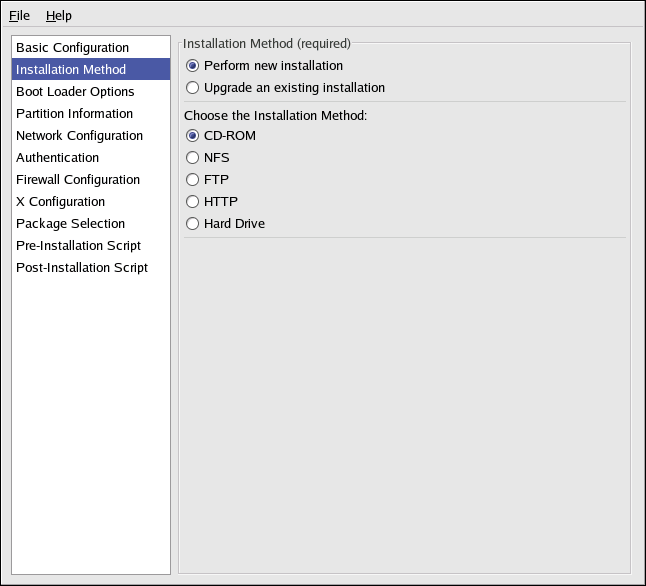 File Help
Basic Configuration
Installation Method
Boot Loader Options
Partition Information
Network Configuration
Authentication
Firewall Configuration
X Configuration
Package Selection
Pre-Installation Script
Post-Installation Script
Installation Method (required)
Perform new installation
Upgrade an existing installation
Choose the Installation Method:
CD-ROM
NFS
FTP
HTTP
Hard Drive